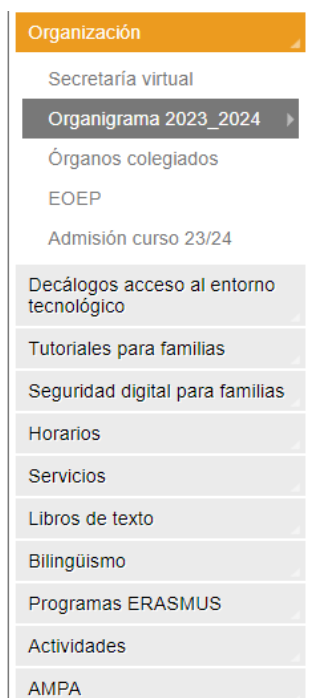 Organización
Secretaría virtual
Organigrama 2023_2024
Órganos colegiados
EOEP
Admisión curso 23/24
Decálogos acceso al entorno
tecnológico
Tutoriales para familias
Seguridad digital para familias
Horarios
Servicios
Libros de texto
Bilingüismo
Programas ERASMUS
Actividades
AMPA